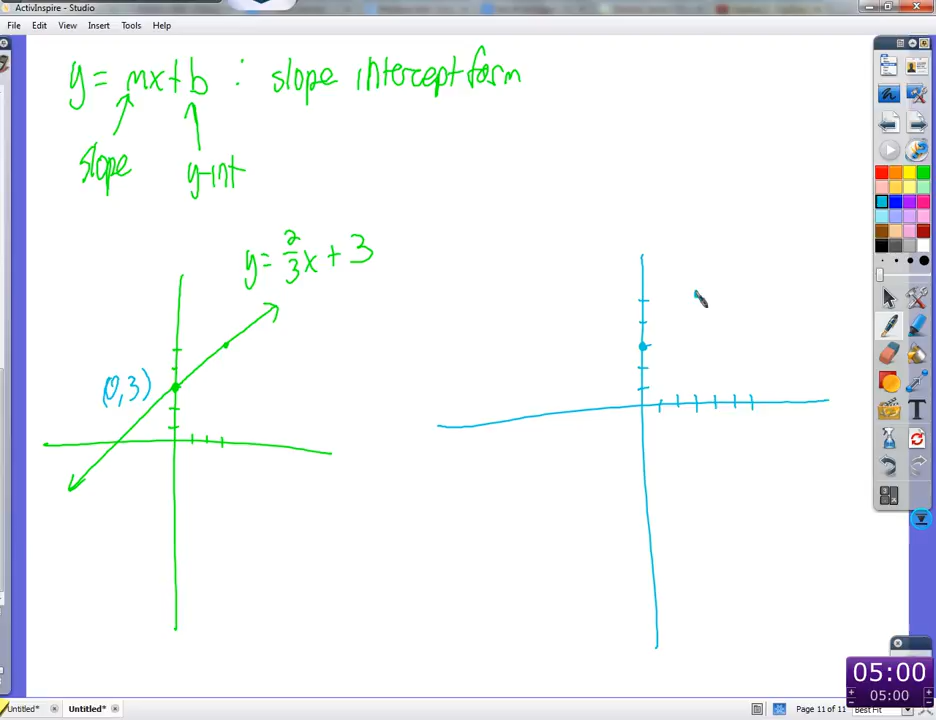 ActivInspire - Studio
File Edit View Insert Tools Help
y = mx+b : slope intercept form
slope y-int
y = 2/3 x + 3
(0,3)
05:00
05:00
Untitled* Untitled* Page 11 of 11 Best Fit